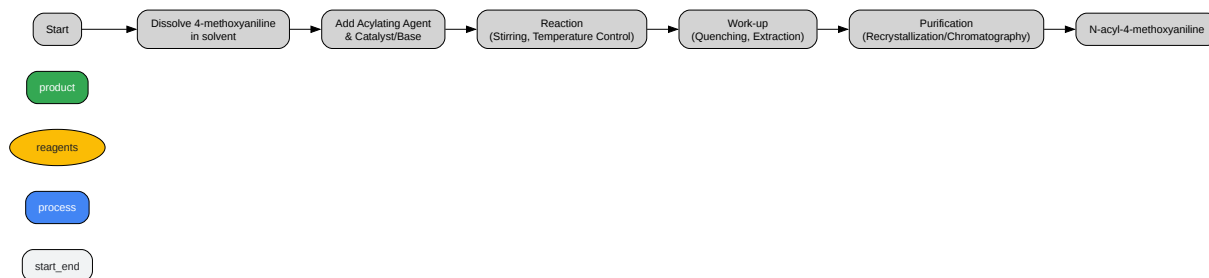 Start
Dissolve 4-methoxyaniline
in solvent
Add Acylating Agent
& Catalyst/Base
Reaction
(Stirring, Temperature Control)
Work-up
(Quenching, Extraction)
Purification
(Recrystallization/Chromatography)
N-acyl-4-methoxyaniline
product
reagents
process
start_end